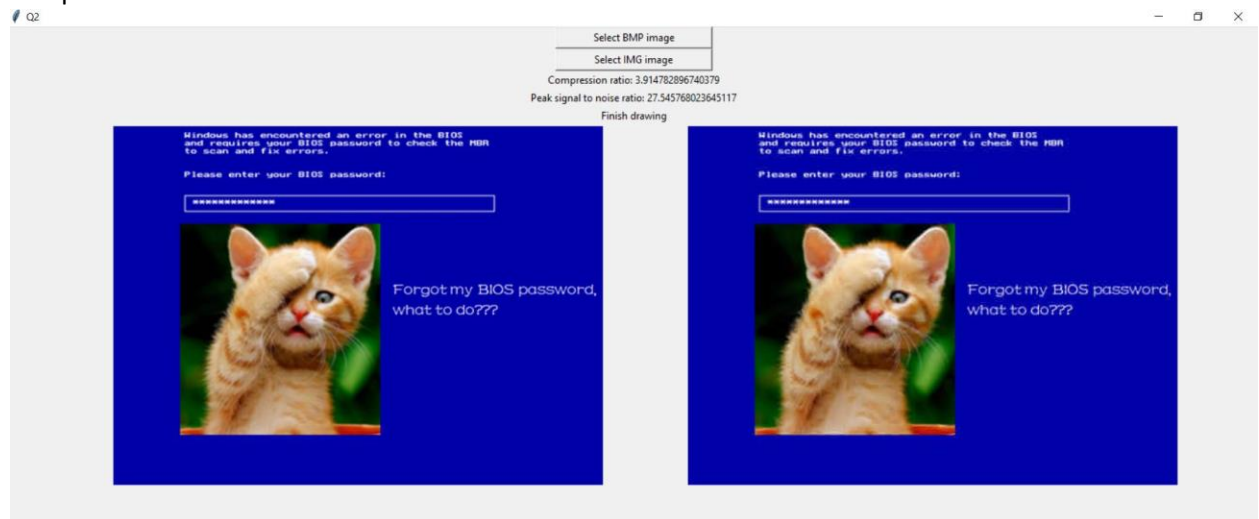 Q2
Select BMP image
Select IMG image
Compression ratio: 3.914782896740379
Peak signal to noise ratio: 27.545768023645117
Finish drawing
Windows has encountered an error in the BIOS
and requires your BIOS password to check the MBR
to scan and fix errors.
Please enter your BIOS password:
*************
Forgot my BIOS password,
what to do???
Windows has encountered an error in the BIOS
and requires your BIOS password to check the MBR
to scan and fix errors.
Please enter your BIOS password:
*************
Forgot my BIOS password,
what to do???